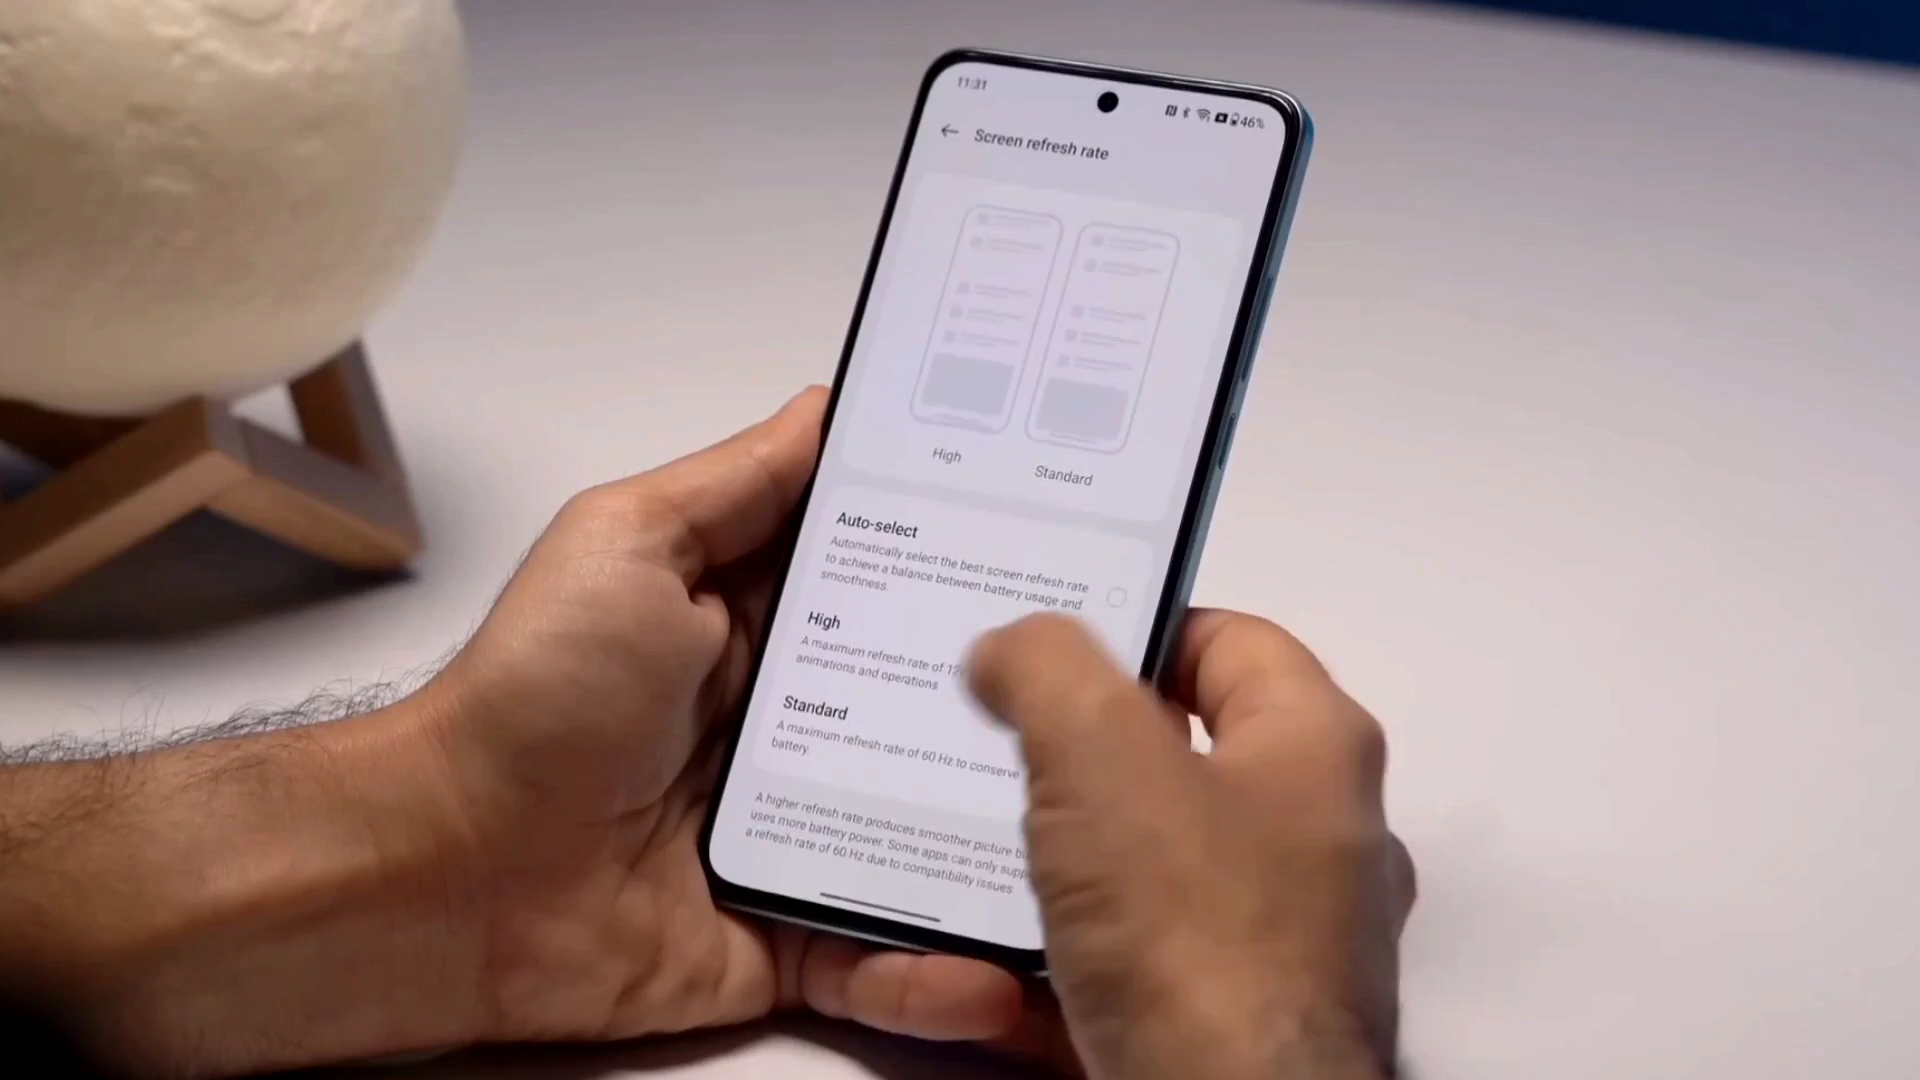 11:31
46%
Screen refresh rate
High
Standard
Auto-select
Automatically select the best screen refresh rate
to achieve a balance between battery usage and
smoothness.
High
A maximum refresh rate of
animations and operations
Standard
A maximum refresh rate of 60 Hz to conserve
battery.
A higher refresh rate produces smoother picture
uses more battery power. Some apps can only
a refresh rate of 60 Hz due to compatibility issues